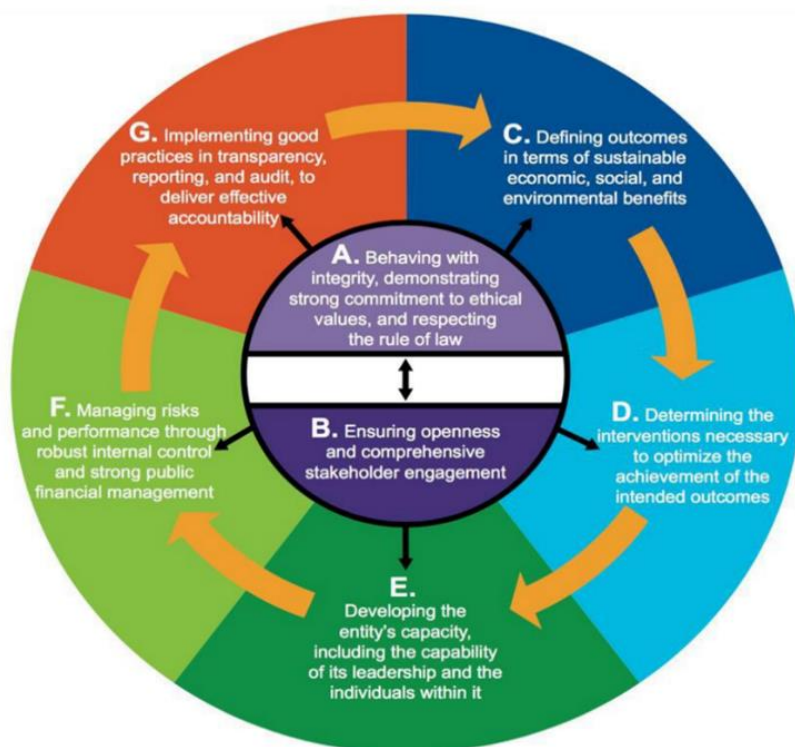 A. Behaving with
integrity, demonstrating
strong commitment to ethical
values, and respecting
the rule of law
B. Ensuring openness
and comprehensive
stakeholder engagement
C. Defining outcomes
in terms of sustainable
economic, social, and
environmental benefits
D. Determining the
interventions necessary
to optimize the
achievement of the
intended outcomes
E.
Developing the
entity's capacity,
including the capability
of its leadership and the
individuals within it
F. Managing risks
and performance through
robust internal control
and strong public
financial management
G. Implementing good
practices in transparency,
reporting, and audit, to
deliver effective
accountability